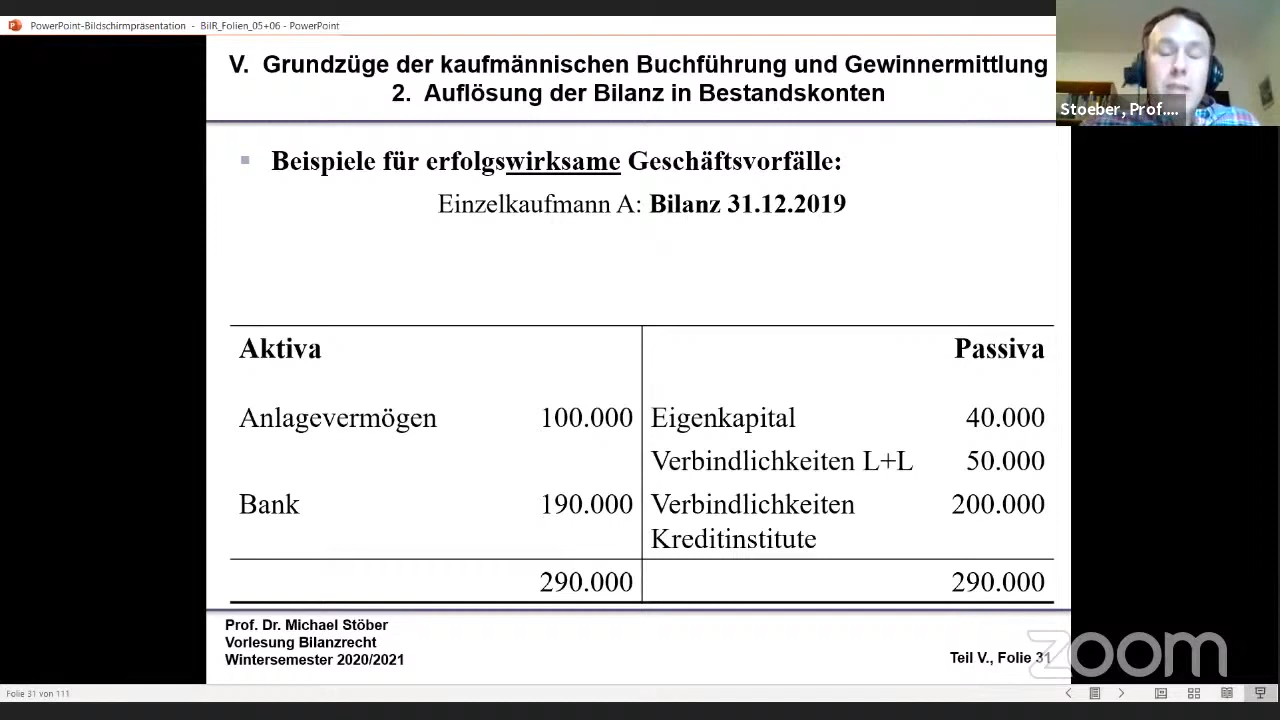 PowerPoint-Bildschirmpräsentation - BilR_Folien_05+06 - PowerPoint
Stoeber, Prof....
V. Grundzüge der kaufmännischen Buchführung und Gewinnermittlung
2. Auflösung der Bilanz in Bestandskonten
Beispiele für erfolgswirksame Geschäftsvorfälle:
Einzelkaufmann A: Bilanz 31.12.2019
Aktiva Passiva
Anlagevermögen 100.000 Eigenkapital 40.000
Verbindlichkeiten L+L 50.000
Bank 190.000 Verbindlichkeiten 200.000
Kreditinstitute
290.000 290.000
Prof. Dr. Michael Stöber
Vorlesung Bilanzrecht
Wintersemester 2020/2021
Teil V., Folie 31
zoom
Folie 31 von 111